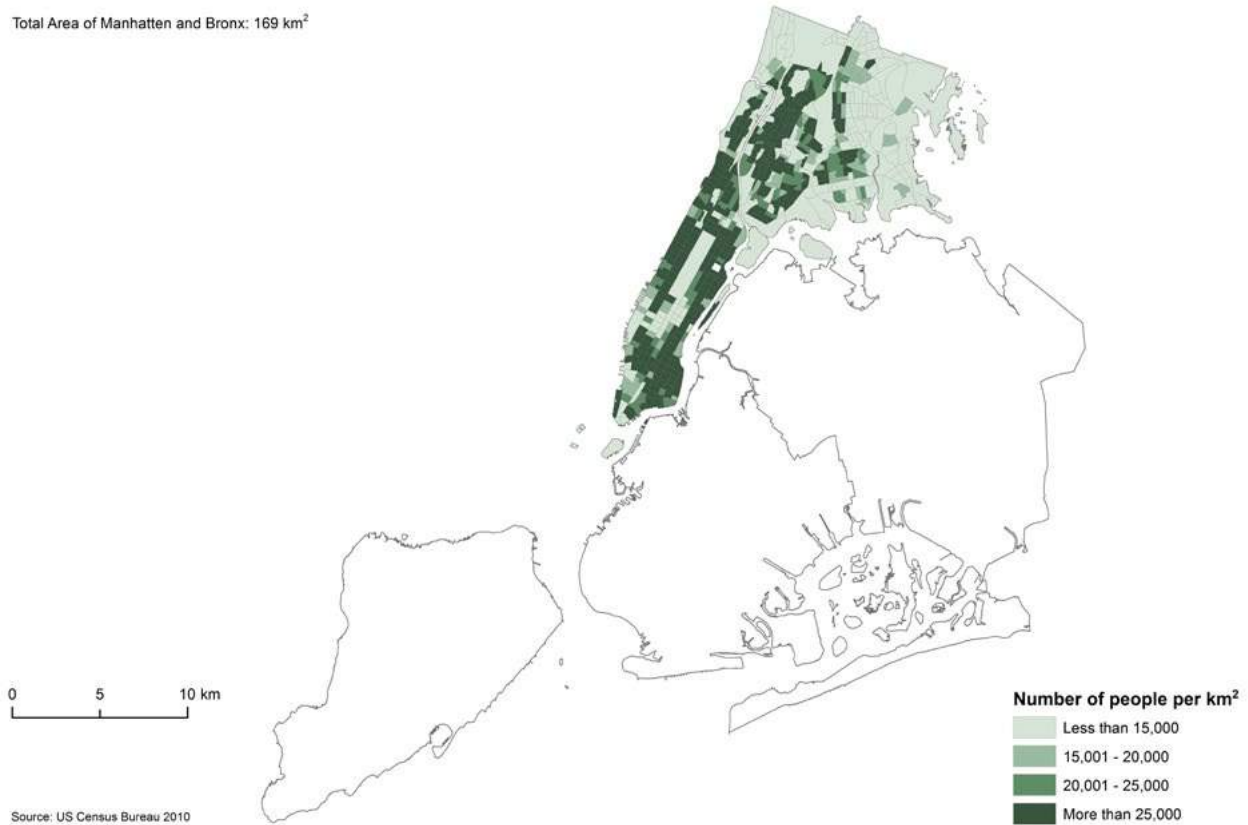 Total Area of Manhatten and Bronx: 169 km²
0 5 10 km
Number of people per km²
Less than 15,000
15,001 - 20,000
20,001 - 25,000
More than 25,000
Source: US Census Bureau 2010